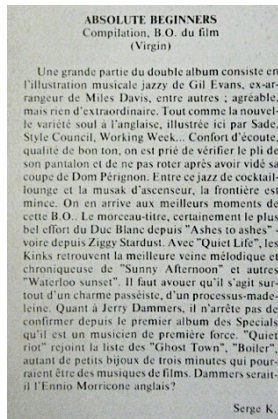 ABSOLUTE BEGINNERS
Compilation, B.O. du film
(Virgin)
Une grande partie du double album consiste en
l'illustration musicale jazzy de Gil Evans, ex-ar-
rangeur de Miles Davis, entre autres ; agréable,
mais rien d'extraordinaire. Tout comme la nouvel-
le variété soul à l'anglaise, illustrée ici par Sade,
Style Council, Working Week... Confort d'écoute,
qualité de bon ton, on est prié de vérifier le pli de
son pantalon et de ne pas roter après avoir vidé sa
coupe de Dom Pérignon. Entre ce jazz de cocktail-
lounge et la musak d'ascenseur, la frontière est
mince. On en arrive aux meilleurs moments de
cette B.O.. Le morceau-titre, certainement le plus
bel effort du Duc Blanc depuis "Ashes to ashes" -
voire depuis Ziggy Stardust. Avec "Quiet Life", les
Kinks retrouvent la meilleure veine mélodique et
chroniqueuse de "Sunny Afternoon" et autres
"Waterloo sunset". Il faut avouer qu'il s'agit sur-
tout d'un charme passéiste, d'un processus-made-
leine. Quant à Jerry Dammers, il n'arrête pas de
confirmer depuis le premier album des Specials
qu'il est un musicien de première force. "Quiet
riot" rejoint la liste des "Ghost Town", "Boiler",
autant de petits bijoux de trois minutes qui pour-
raient être des musiques de films. Dammers serait-
il l'Ennio Morricone anglais?
Serge K.